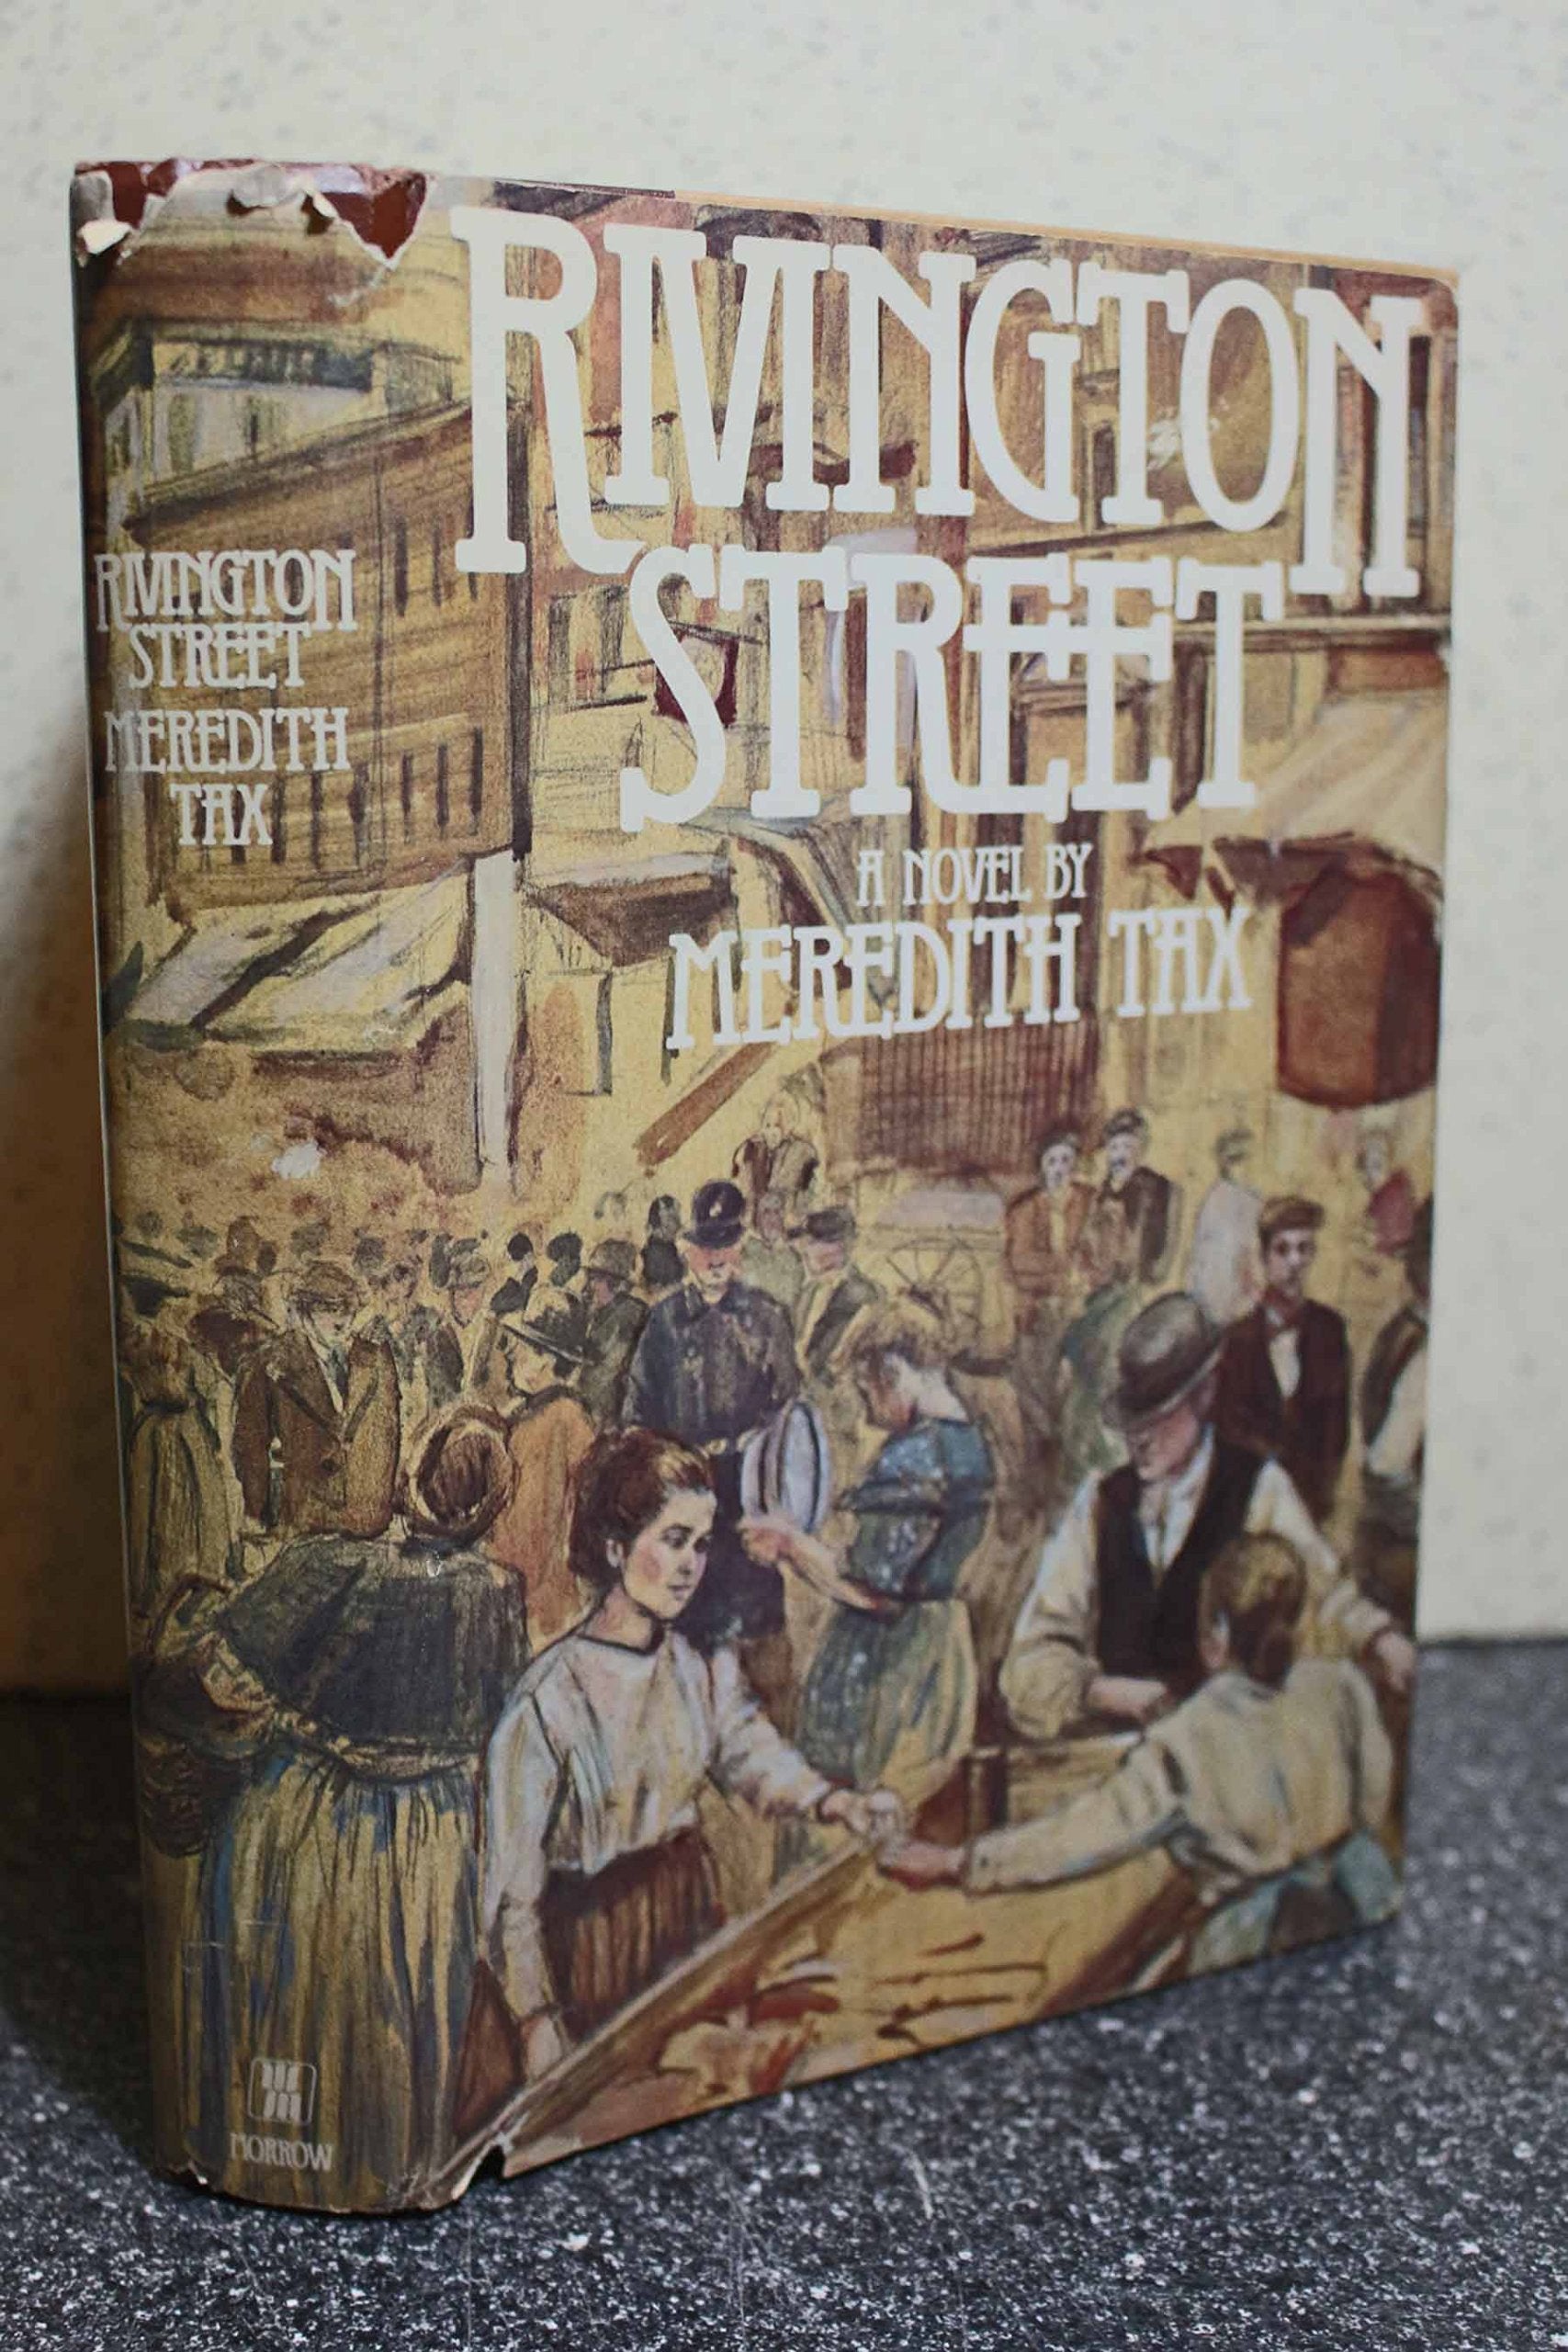 RIVINGTON
STREET
MEREDITH
TAX
MORROW
RIVINGTON
STREET
A NOVEL BY
MEREDITH TAX